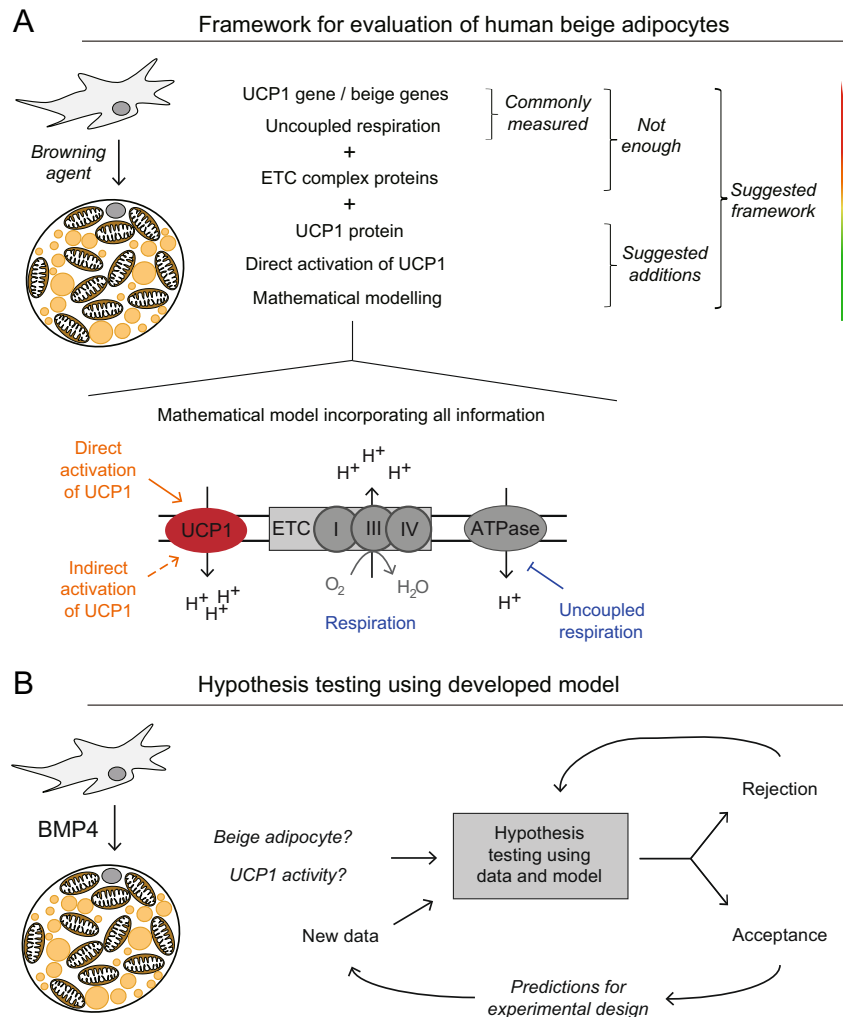 A
Framework for evaluation of human beige adipocytes
Browning
agent
UCP1 gene / beige genes
Uncoupled respiration
+
ETC complex proteins
+
UCP1 protein
Direct activation of UCP1
Mathematical modelling
Commonly
measured
Not
enough
Suggested
additions
Suggested
framework
Mathematical model incorporating all information
Direct
activation
of UCP1
Indirect
activation
of UCP1
UCP1
H+ H+
H+
ETC
I
III
IV
H+ H+ H+
O2
H2O
Respiration
ATPase
H+
Uncoupled
respiration
B
Hypothesis testing using developed model
BMP4
Beige adipocyte?
UCP1 activity?
New data
Hypothesis
testing using
data and model
Rejection
Acceptance
Predictions for
experimental design